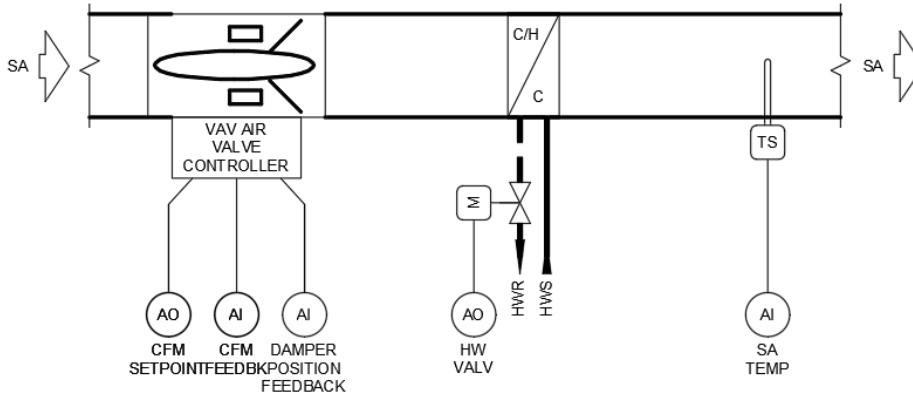 SA
C/H
C
SA
VAV AIR
VALVE
CONTROLLER
TS
M
HWR
HWS
AO
AI
AI
AO
AI
CFM
SETPOINT
CFM
FEEDBK
DAMPER
POSITION
FEEDBACK
HW
VALV
SA
TEMP